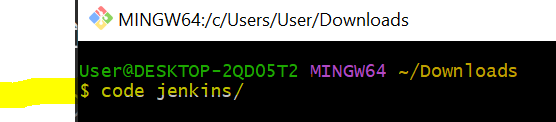 MINGW64:/c/Users/User/Downloads
User@DESKTOP-2QD05T2 MINGW64 ~/Downloads
$ code jenkins/